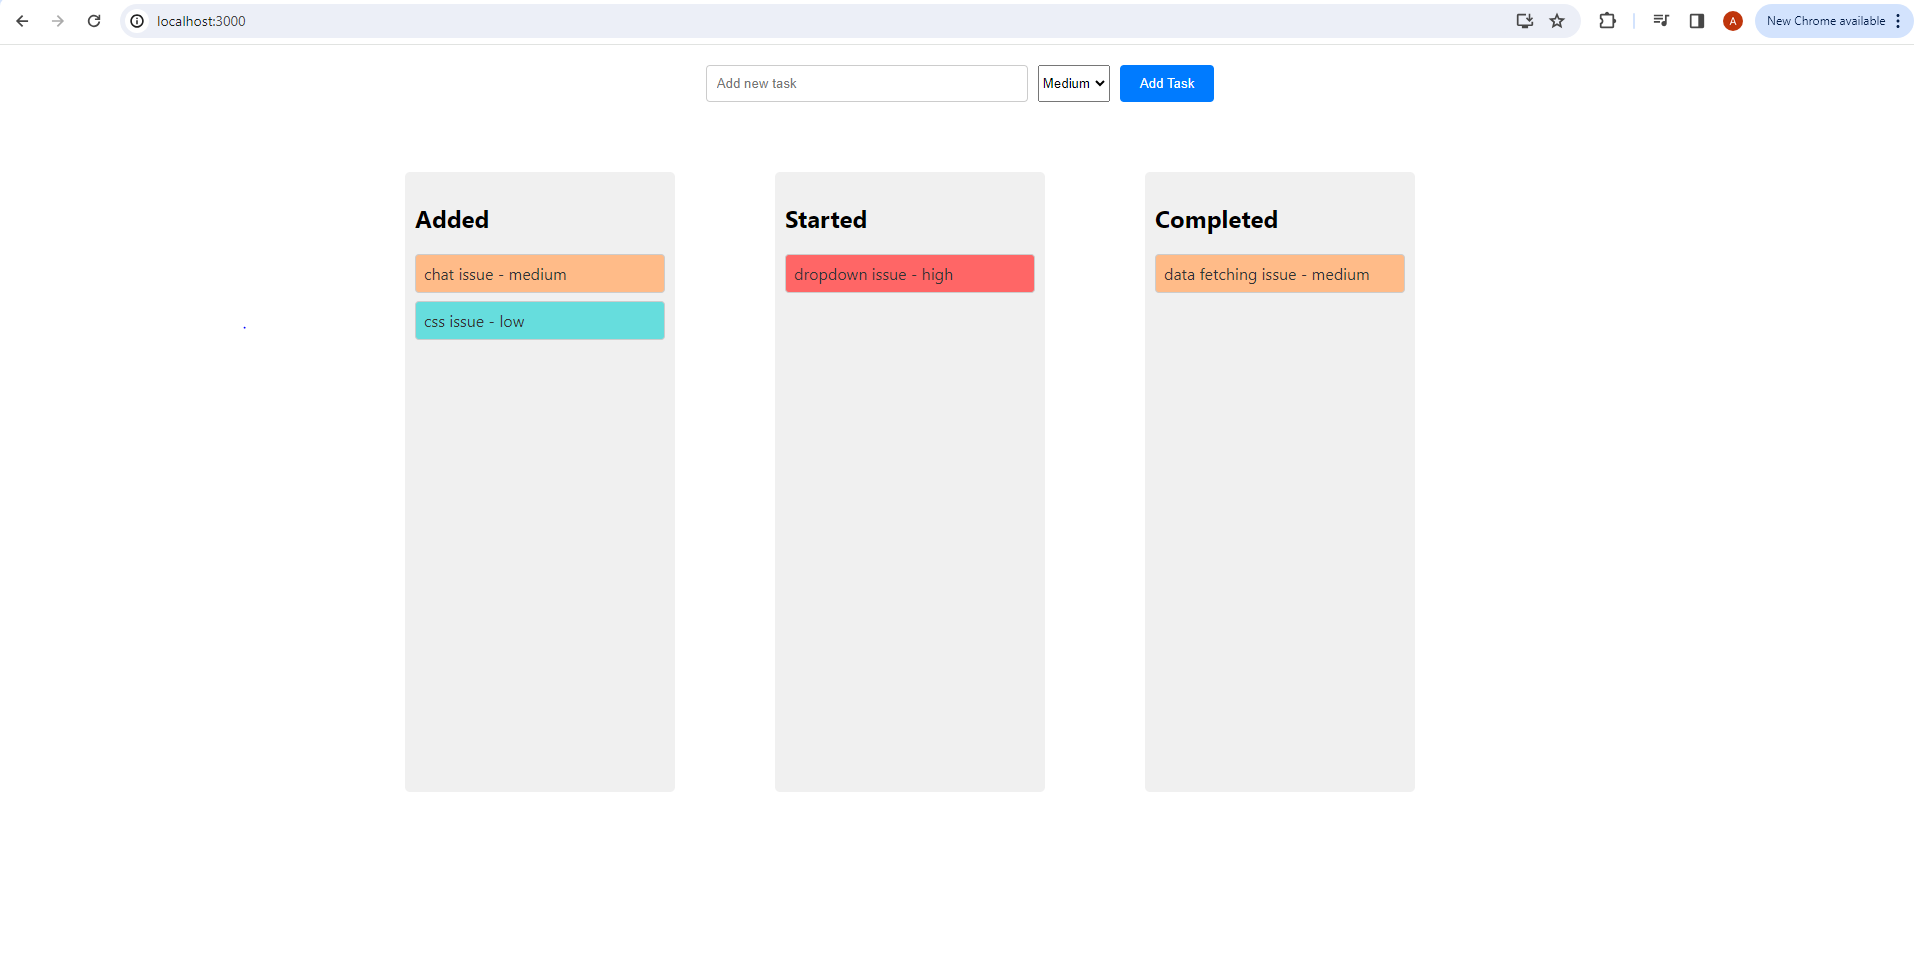 localhost:3000
A
New Chrome available
Add new task
Medium
Add Task
Added
chat issue - medium
css issue - low
Started
dropdown issue - high
Completed
data fetching issue - medium